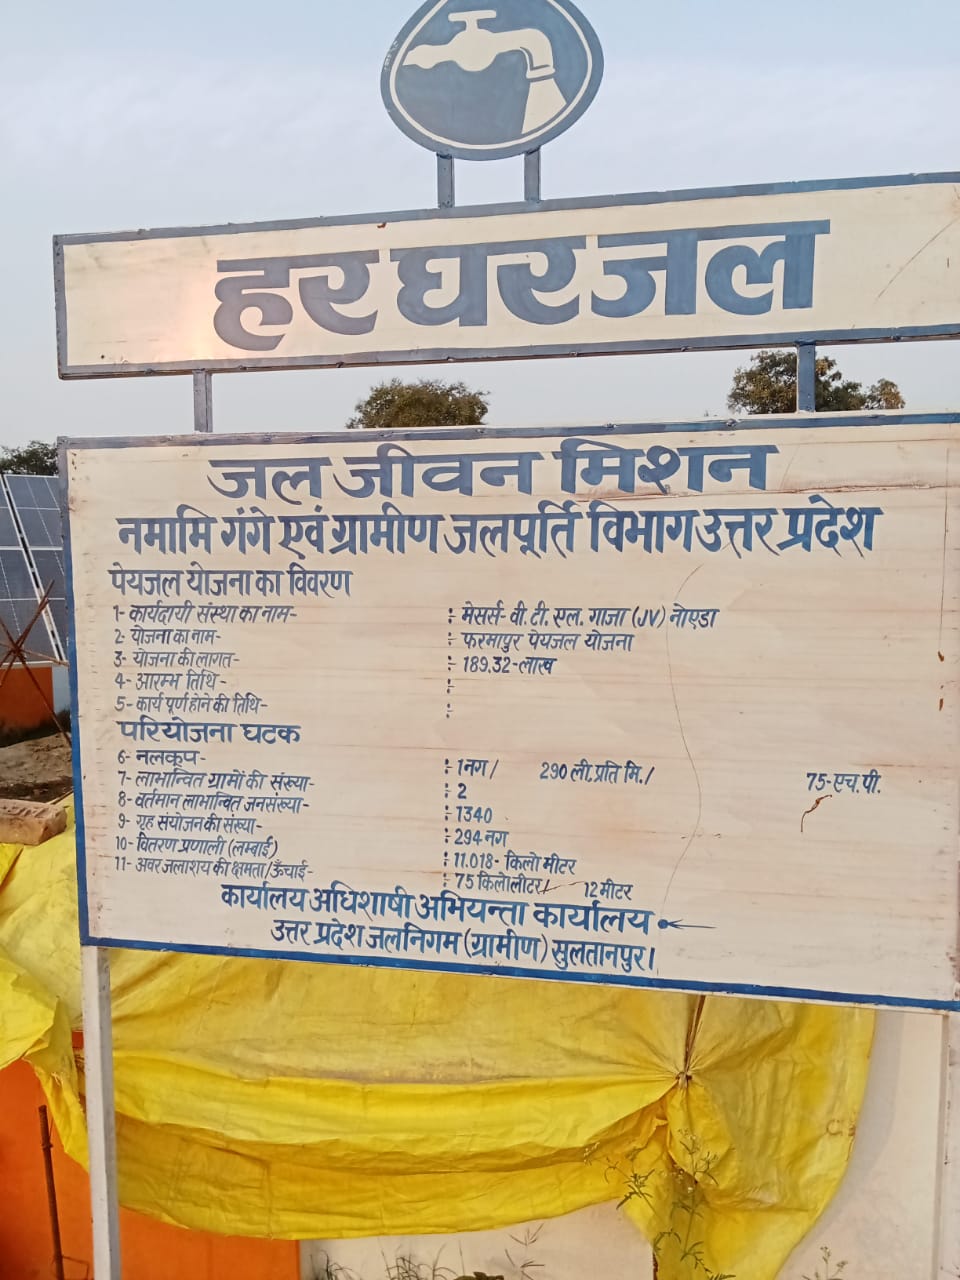 हर घर जल
जल जीवन मिशन
नमामि गंगे एवं ग्रामीण जलपूर्ति विभाग उत्तर प्रदेश
पेयजल योजना का विवरण
1- कार्यदायी संस्था का नाम- : मेसर्स- वी. टी. एल. गाजा (JV) नोएडा
2- योजना का नाम- : फरमापुर पेयजल योजना
3- योजना की लागत- :- 189.32-लाख
4- आरम्भ तिथि - :
5- कार्य पूर्ण होने की तिथि- :
परियोजना घटक
6- नलकूप- : 1नग / 290 ली. प्रति मि./ 75-एच.पी.
7- लाभान्वित ग्रामों की संख्या- : 2
8- वर्तमान लाभान्वित जनसंख्या- : 1340
9- गृह संयोजन की संख्या- : 294 नग
10- वितरण प्रणाली (लम्बाई) : 11.018- किलो मीटर
11- अवर जलाशय की क्षमता/ऊँचाई- : 75 किलोलीटर/ 12 मीटर
कार्यालय अधिशाषी अभियन्ता कार्यालय
उत्तर प्रदेश जलनिगम (ग्रामीण) सुलतानपुर।